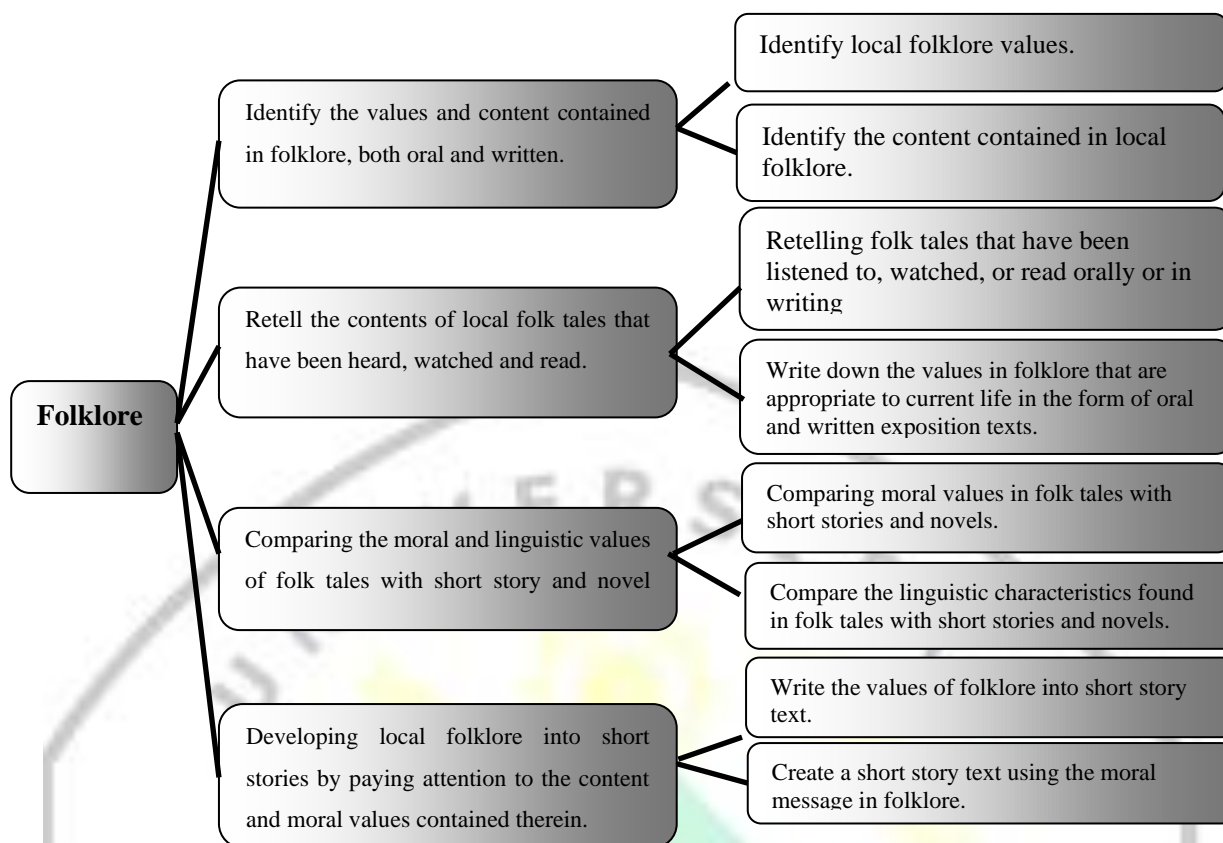 Folklore
Identify the values and content contained
in folklore, both oral and written.
Identify local folklore values.
Identify the content contained in local
folklore.
Retell the contents of local folk tales that
have been heard, watched and read.
Retelling folk tales that have been
listened to, watched, or read orally or in
writing
Write down the values in folklore that are
appropriate to current life in the form of oral
and written exposition texts.
Comparing the moral and linguistic values
of folk tales with short story and novel
Comparing moral values in folk tales with
short stories and novels.
Compare the linguistic characteristics found
in folk tales with short stories and novels.
Developing local folklore into short
stories by paying attention to the content
and moral values contained therein.
Write the values of folklore into short story
text.
Create a short story text using the moral
message in folklore.